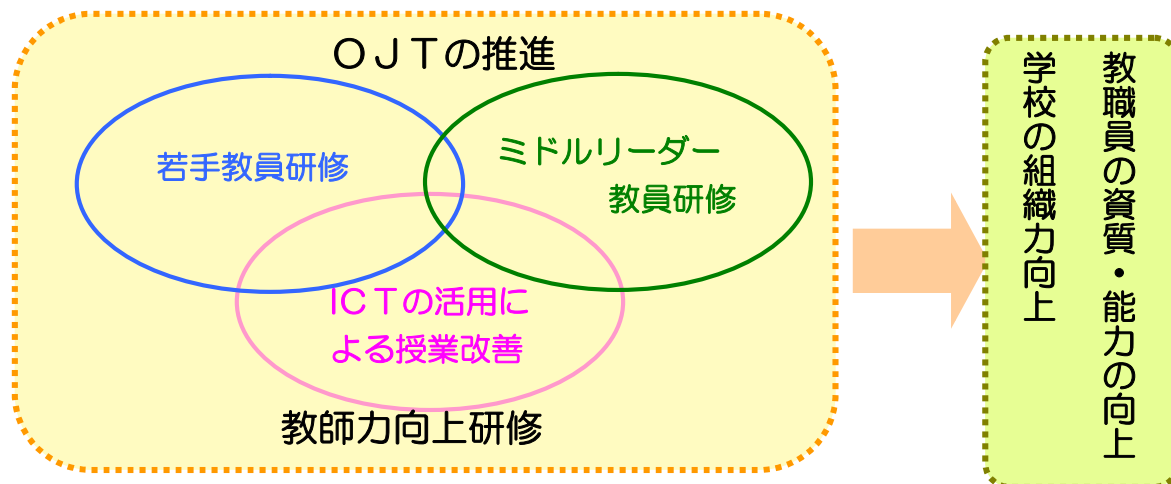 ＯＪＴの推進
若手教員研修
ミドルリーダー
教員研修
ICＴの活用に
よる授業改善
教師力向上研修
教職員の資質・能力の向上
学校の組織力向上